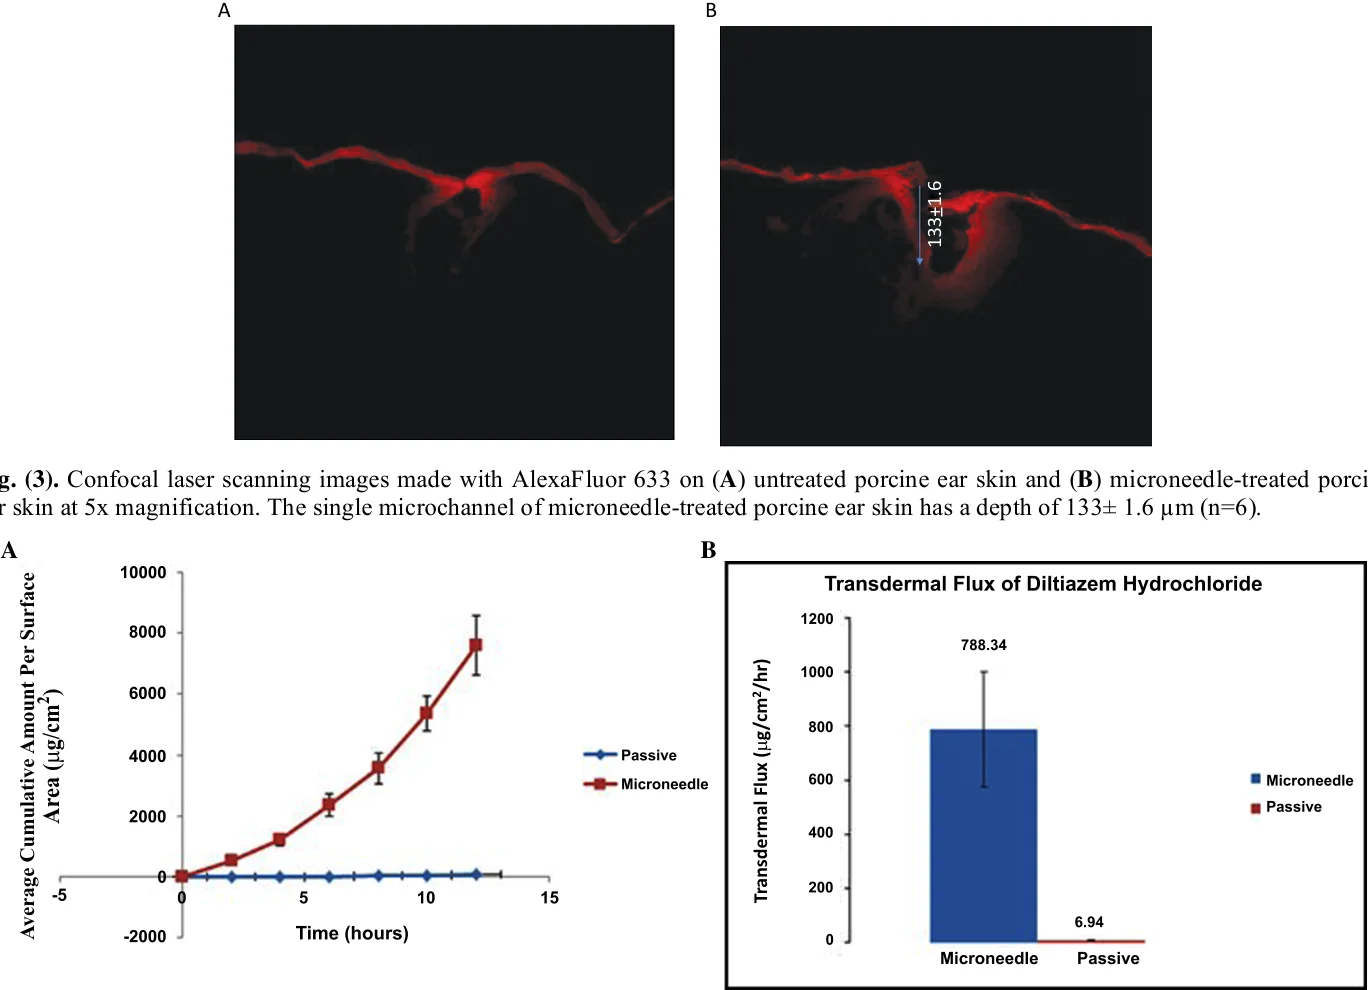 A
B
133±1.6
g. (3). Confocal laser scanning images made with AlexaFluor 633 on (A) untreated porcine ear skin and (B) microneedle-treated porci
r skin at 5x magnification. The single microchannel of microneedle-treated porcine ear skin has a depth of 133± 1.6 µm (n=6).
A
Average Cumulative Amount Per Surface
Area (µg/cm²)
10000
8000
6000
4000
2000
0
-2000
-5
0
5
10
15
Time (hours)
Passive
Microneedle
B
Transdermal Flux of Diltiazem Hydrochloride
Transdermal Flux (µg/cm²/hr)
1200
1000
800
600
400
200
0
788.34
6.94
Microneedle
Passive
Microneedle
Passive